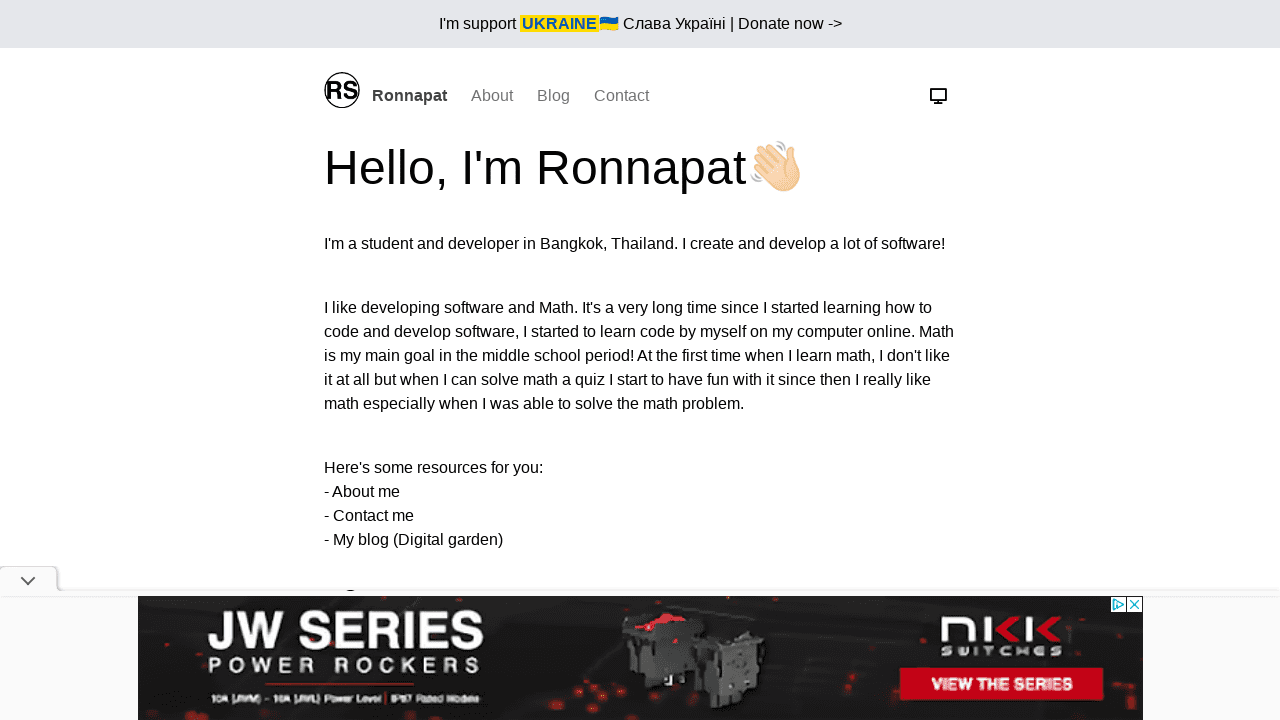 I'm support UKRAINE🇺🇦 Слава Україні | Donate now ->
RS Ronnapat About Blog Contact
Hello, I'm Ronnapat👋🏻
I'm a student and developer in Bangkok, Thailand. I create and develop a lot of software!
I like developing software and Math. It's a very long time since I started learning how to
code and develop software, I started to learn code by myself on my computer online. Math
is my main goal in the middle school period! At the first time when I learn math, I don't like
it at all but when I can solve math a quiz I start to have fun with it since then I really like
math especially when I was able to solve the math problem.
Here's some resources for you:
- About me
- Contact me
- My blog (Digital garden)
JW SERIES
POWER ROCKERS
NIKK
SWITCHES
VIEW THE SERIES